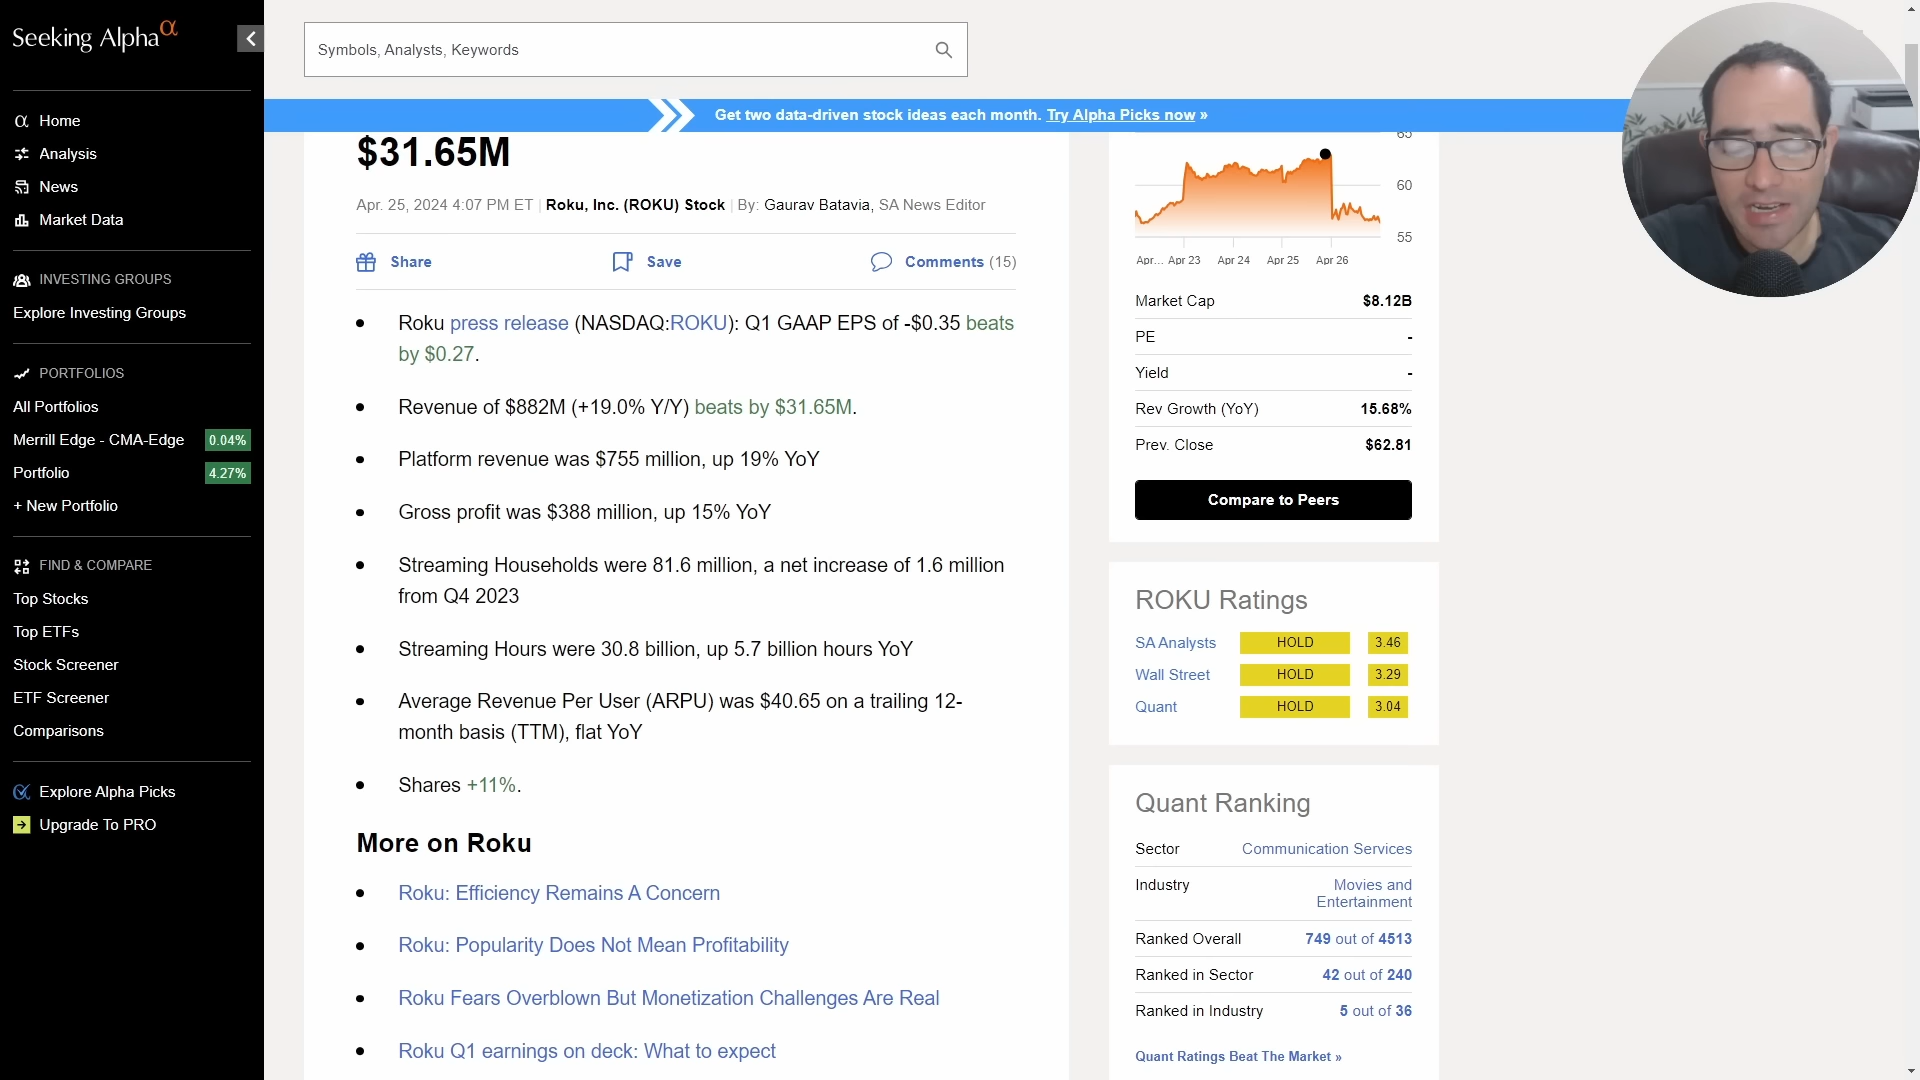 Seeking Alpha α
Home
Analysis
News
Market Data
INVESTING GROUPS
Explore Investing Groups
PORTFOLIOS
All Portfolios
Merrill Edge - CMA-Edge 0.04%
Portfolio 4.27%
+ New Portfolio
FIND & COMPARE
Top Stocks
Top ETFs
Stock Screener
ETF Screener
Comparisons
Explore Alpha Picks
Upgrade To PRO
Symbols, Analysts, Keywords
Get two data-driven stock ideas each month. Try Alpha Picks now »
$31.65M
Apr. 25, 2024 4:07 PM ET | Roku, Inc. (ROKU) Stock | By: Gaurav Batavia, SA News Editor
Share Save Comments (15)
• Roku press release (NASDAQ:ROKU): Q1 GAAP EPS of -$0.35 beats
by $0.27.
• Revenue of $882M (+19.0% Y/Y) beats by $31.65M.
• Platform revenue was $755 million, up 19% YoY
• Gross profit was $388 million, up 15% YoY
• Streaming Households were 81.6 million, a net increase of 1.6 million
from Q4 2023
• Streaming Hours were 30.8 billion, up 5.7 billion hours YoY
• Average Revenue Per User (ARPU) was $40.65 on a trailing 12-
month basis (TTM), flat YoY
• Shares +11%.
More on Roku
• Roku: Efficiency Remains A Concern
• Roku: Popularity Does Not Mean Profitability
• Roku Fears Overblown But Monetization Challenges Are Real
• Roku Q1 earnings on deck: What to expect
65
60
55
Apr... Apr 23 Apr 24 Apr 25 Apr 26
Market Cap $8.12B
PE -
Yield -
Rev Growth (YoY) 15.68%
Prev. Close $62.81
Compare to Peers
ROKU Ratings
SA Analysts HOLD 3.46
Wall Street HOLD 3.29
Quant HOLD 3.04
Quant Ranking
Sector Communication Services
Industry Movies and
Entertainment
Ranked Overall 749 out of 4513
Ranked in Sector 42 out of 240
Ranked in Industry 5 out of 36
Quant Ratings Beat The Market »